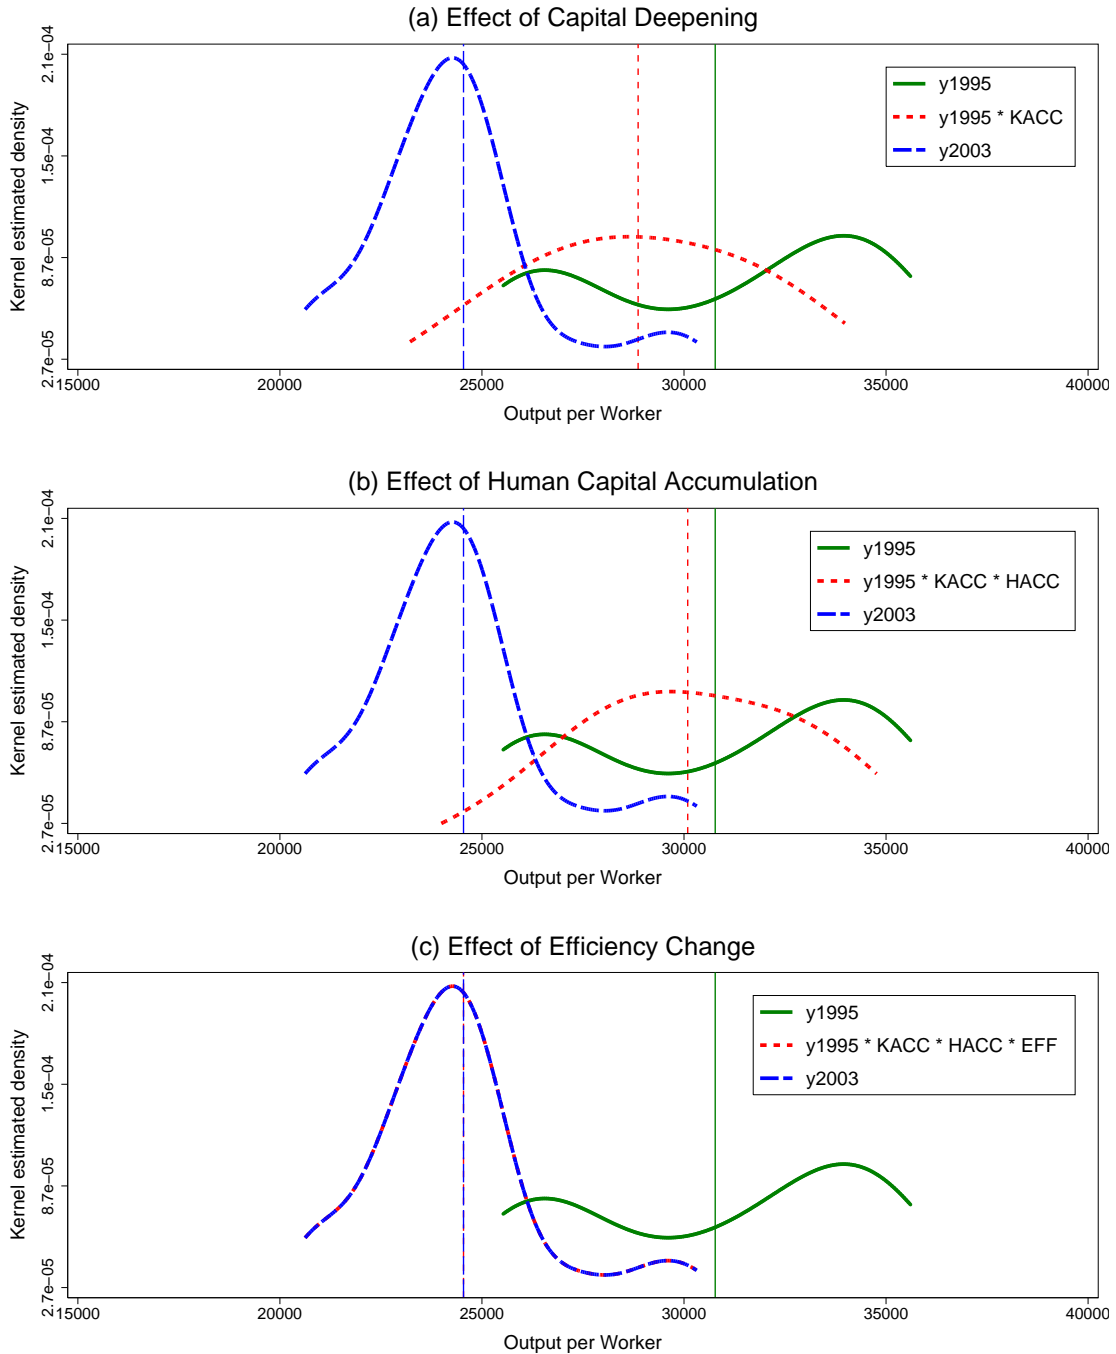 (a) Effect of Capital Deepening
Kernel estimated density
2.1e−04
1.5e−04
8.7e−05
2.7e−05
y1995
y1995 * KACC
y2003
15000 20000 25000 30000 35000 40000
Output per Worker
(b) Effect of Human Capital Accumulation
Kernel estimated density
2.1e−04
1.5e−04
8.7e−05
2.7e−05
y1995
y1995 * KACC * HACC
y2003
15000 20000 25000 30000 35000 40000
Output per Worker
(c) Effect of Efficiency Change
Kernel estimated density
2.1e−04
1.5e−04
8.7e−05
2.7e−05
y1995
y1995 * KACC * HACC * EFF
y2003
15000 20000 25000 30000 35000 40000
Output per Worker